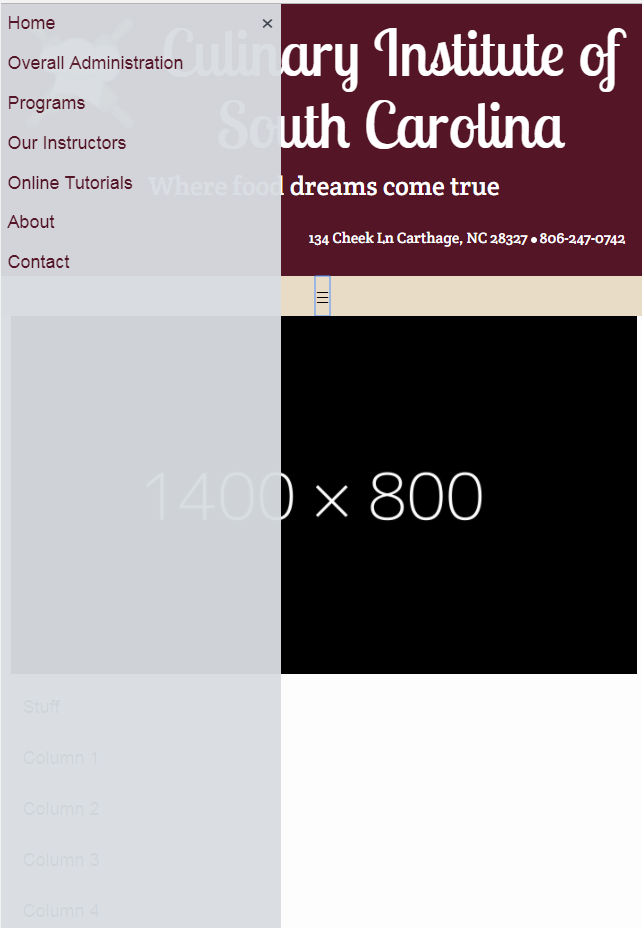 Home ×
Overall Administration
Programs
Our Instructors
Online Tutorials
About
Contact
Culinary Institute of
South Carolina
Where food dreams come true
134 Cheek Ln Carthage, NC 28327 ● 806-247-0742
☰
1400 × 800
Stuff
Column 1
Column 2
Column 3
Column 4